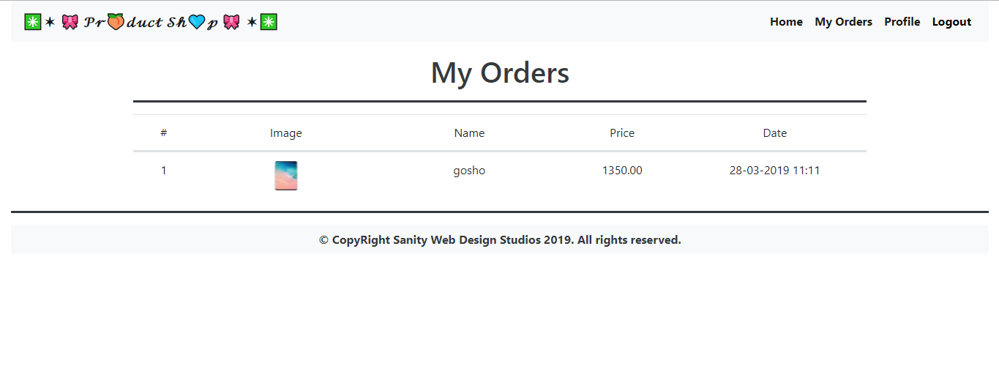 ✳️✶ 🎀 𝒫𝓇🍑𝒹𝓊𝒸𝓉 𝒮𝒽💙𝓅 🎀 ✶✳️
Home My Orders Profile Logout
My Orders
# Image Name Price Date
1 gosho 1350.00 28-03-2019 11:11
© CopyRight Sanity Web Design Studios 2019. All rights reserved.